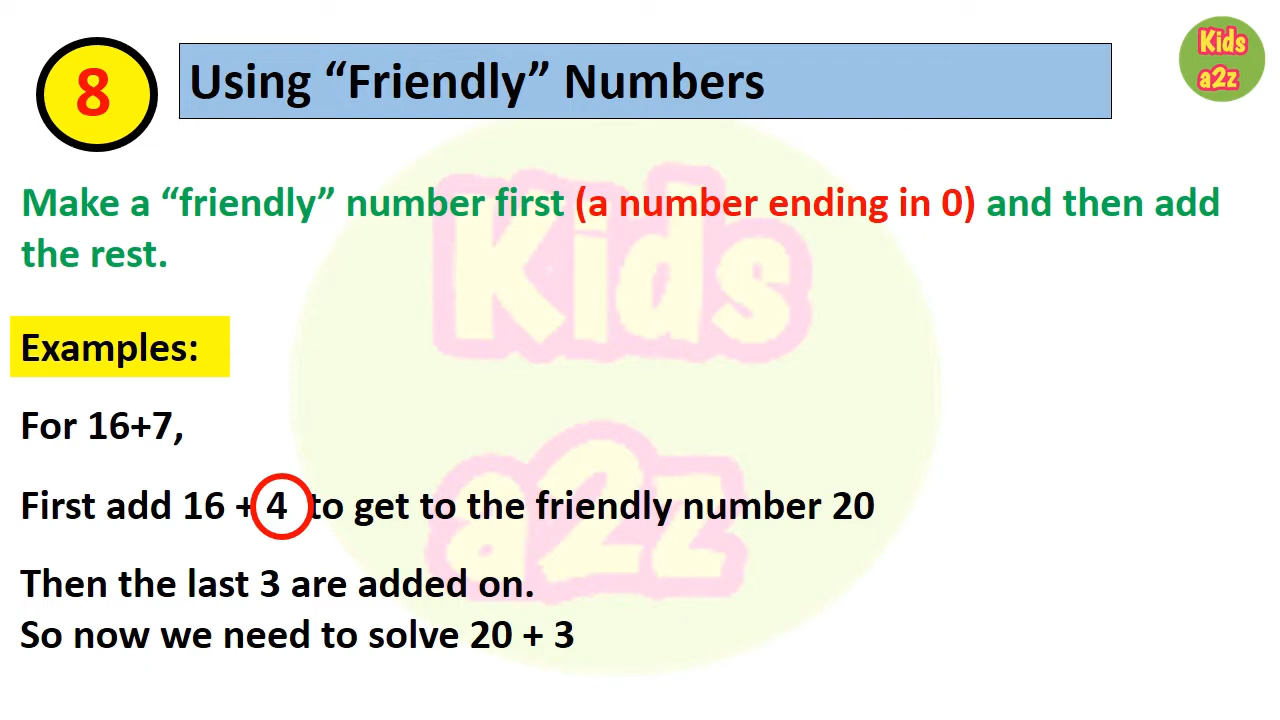 8
Using “Friendly” Numbers
Kids
a2z
Make a “friendly” number first (a number ending in 0) and then add
the rest.
Kids
a2z
Examples:
For 16+7,
First add 16 + 4 to get to the friendly number 20
Then the last 3 are added on.
So now we need to solve 20 + 3